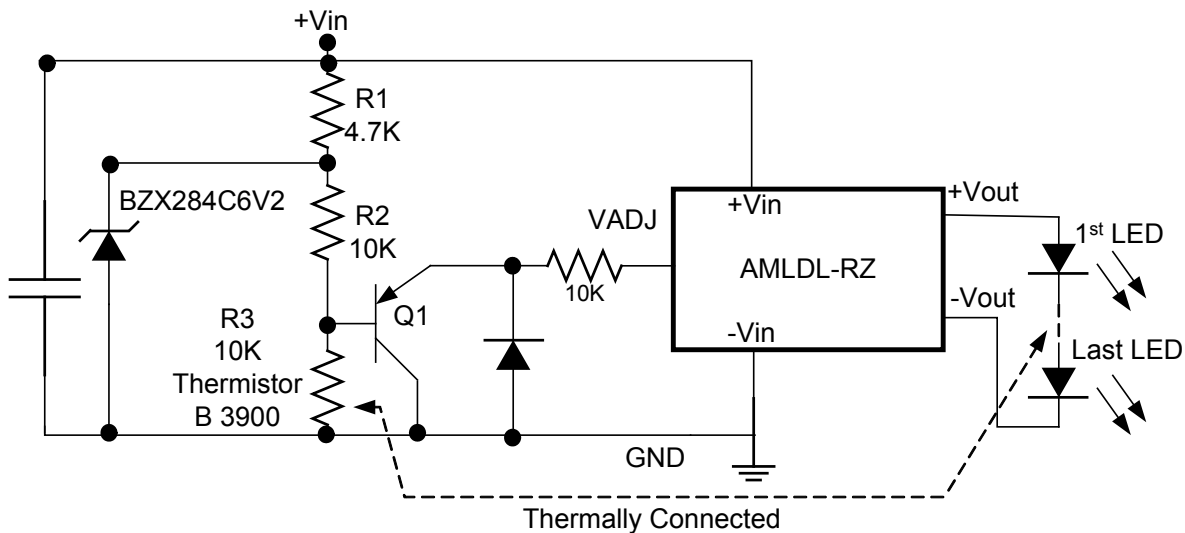 +Vin
R1
4.7K
BZX284C6V2
R2
10K
VADJ
10K
+Vin
AMLDL-RZ
-Vin
+Vout
-Vout
1st LED
Last LED
Q1
R3
10K
Thermistor
B 3900
GND
Thermally Connected